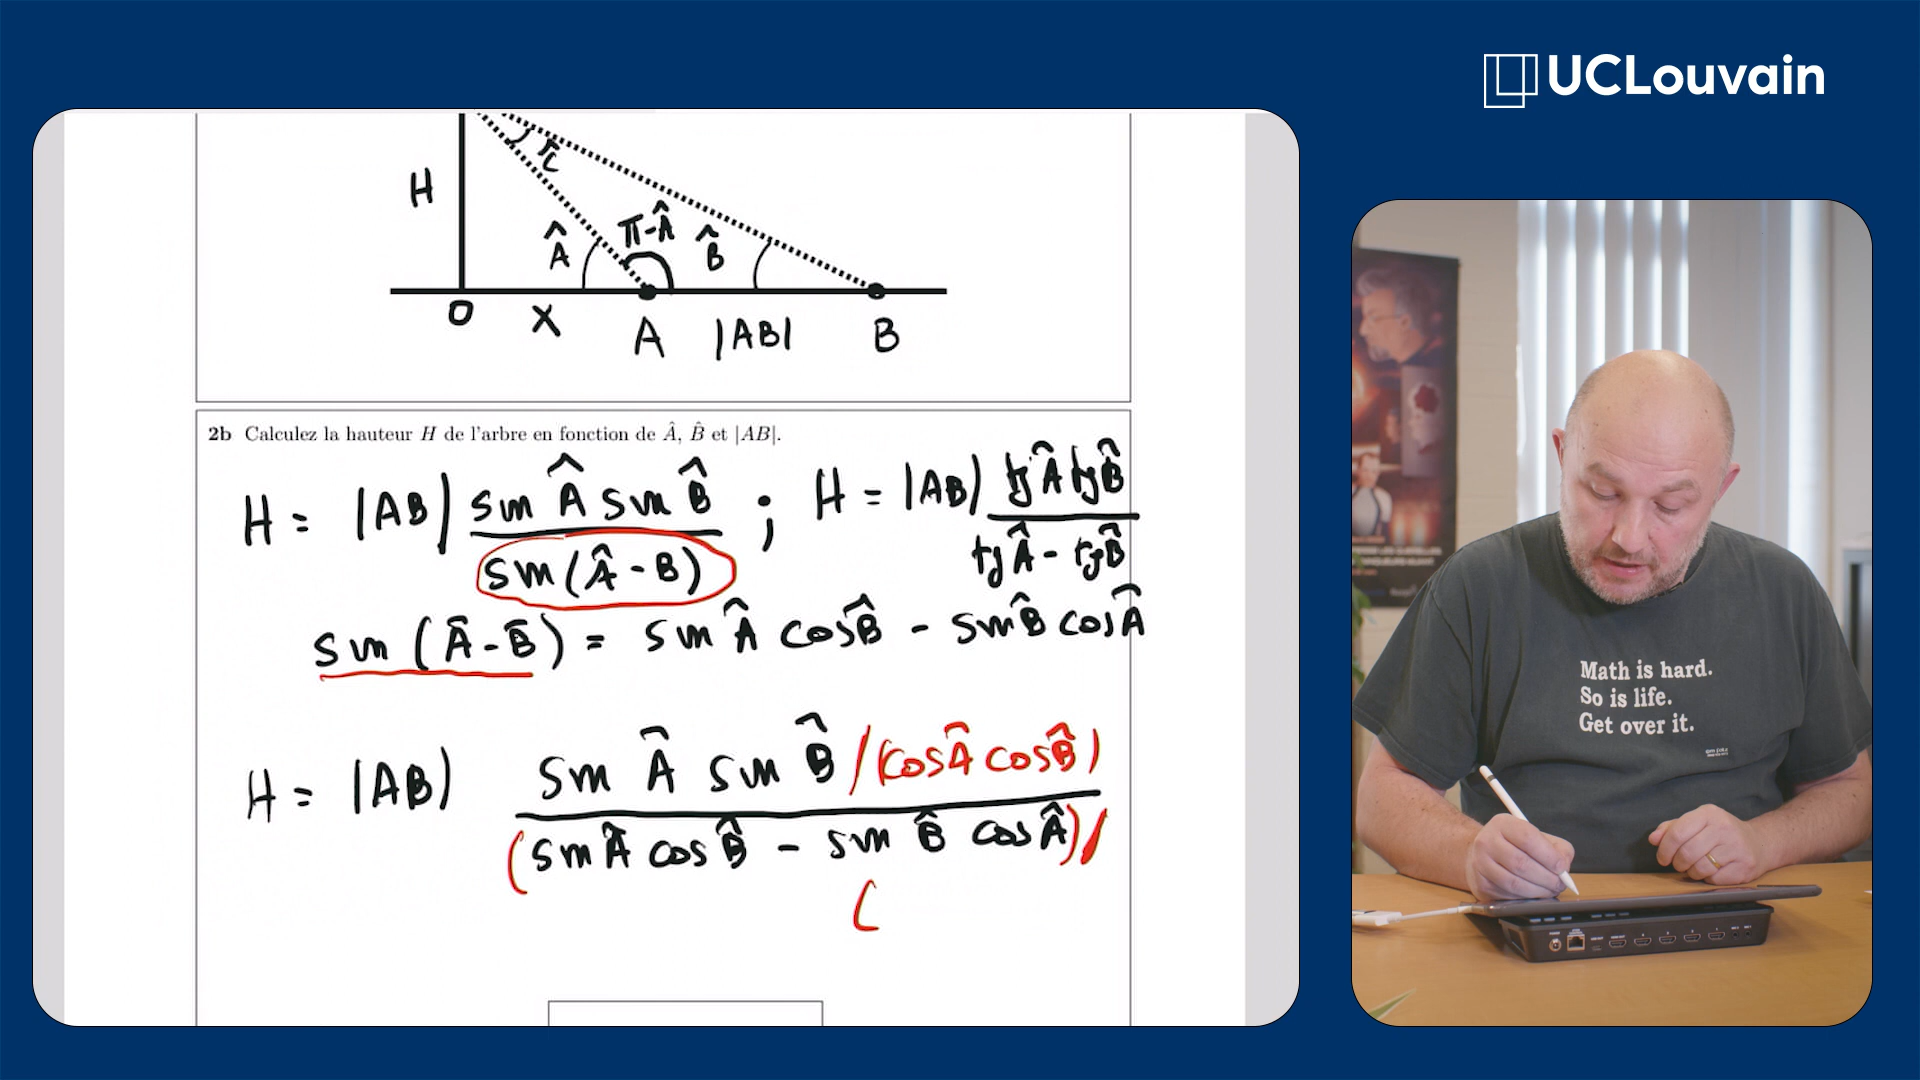 UCLouvain
H
π-Â
Â
B̂
O
X
A
|AB|
B
2b Calculez la hauteur H de l'arbre en fonction de Â, B̂ et |AB|.
H = |AB| sin Â sin B̂ / sin(Â - B) ; H = |AB| tg Â tg B̂ / tg Â - tg B̂
sin (Â - B̂) = sin Â cos B̂ - sin B̂ cos Â
H = |AB| sin Â sin B̂ /(cos Â cos B̂)
(sin Â cos B̂ - sin B̂ cos Â)/
(
Math is hard.
So is life.
Get over it.